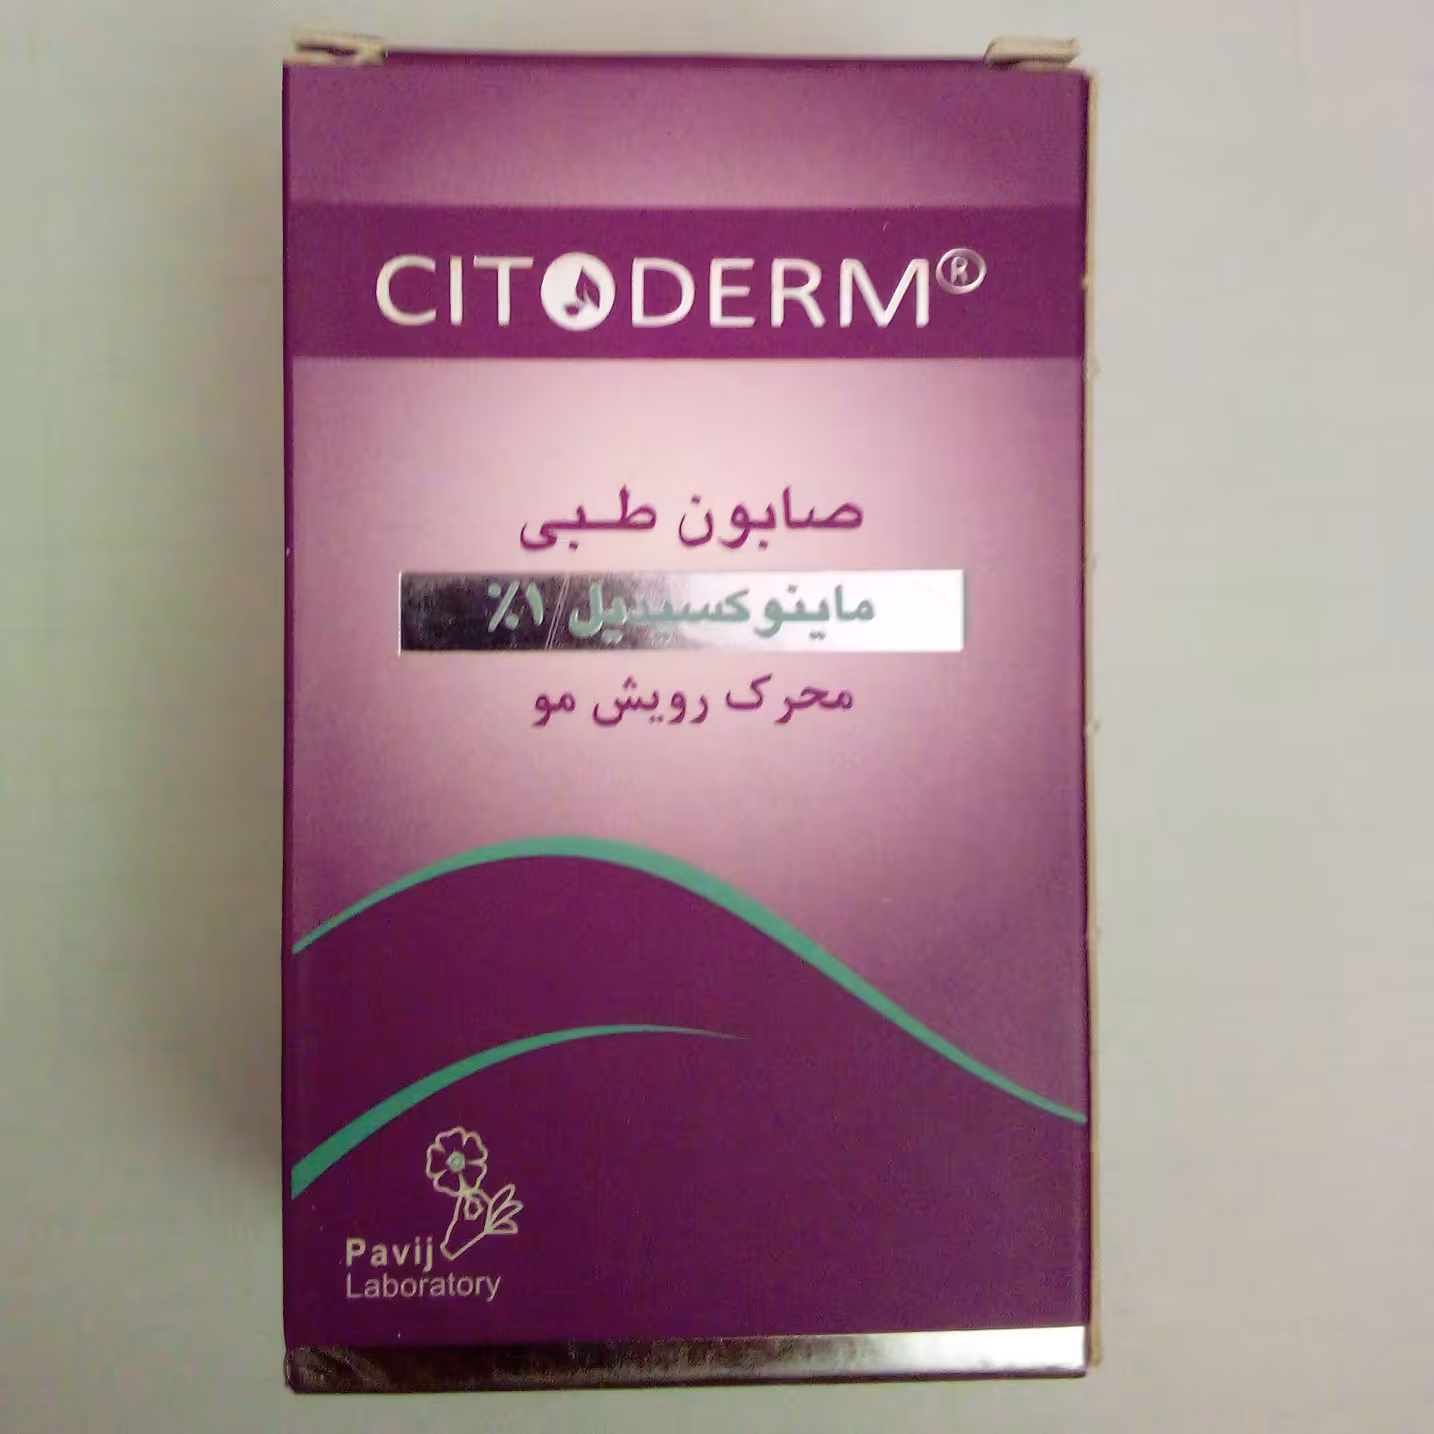 CITODERM®
صابون طبی
ماینوکسیدیل ۱٪
محرک رویش مو
Pavij
Laboratory